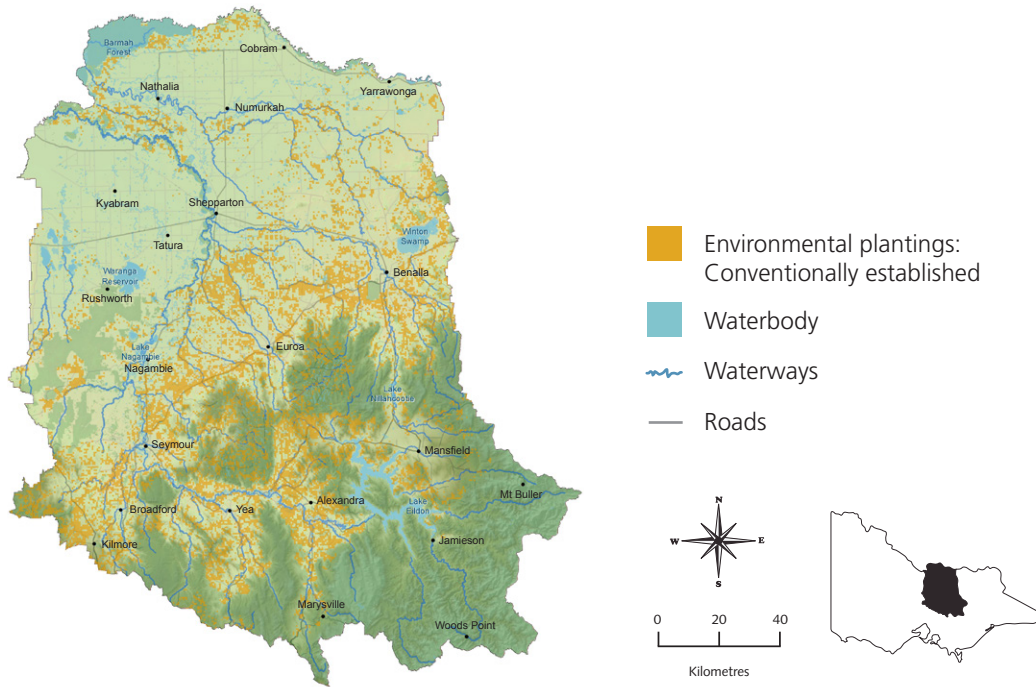 Barmah
Forest
Cobram
Nathalia
Yarrawonga
Numurkah
Kyabram
Shepparton
Tatura
Winton
Swamp
Waranga
Reservoir
Benalla
Rushworth
Lake
Nagambie
Nagambie
Euroa
Lake
Nillahcootie
Seymour
Mansfield
Mt Buller
Alexandra
Lake
Eildon
Broadford
Yea
Kilmore
Jamieson
Marysville
Woods Point
Environmental plantings:
Conventionally established
Waterbody
Waterways
Roads
N
W
E
S
0 20 40
Kilometres